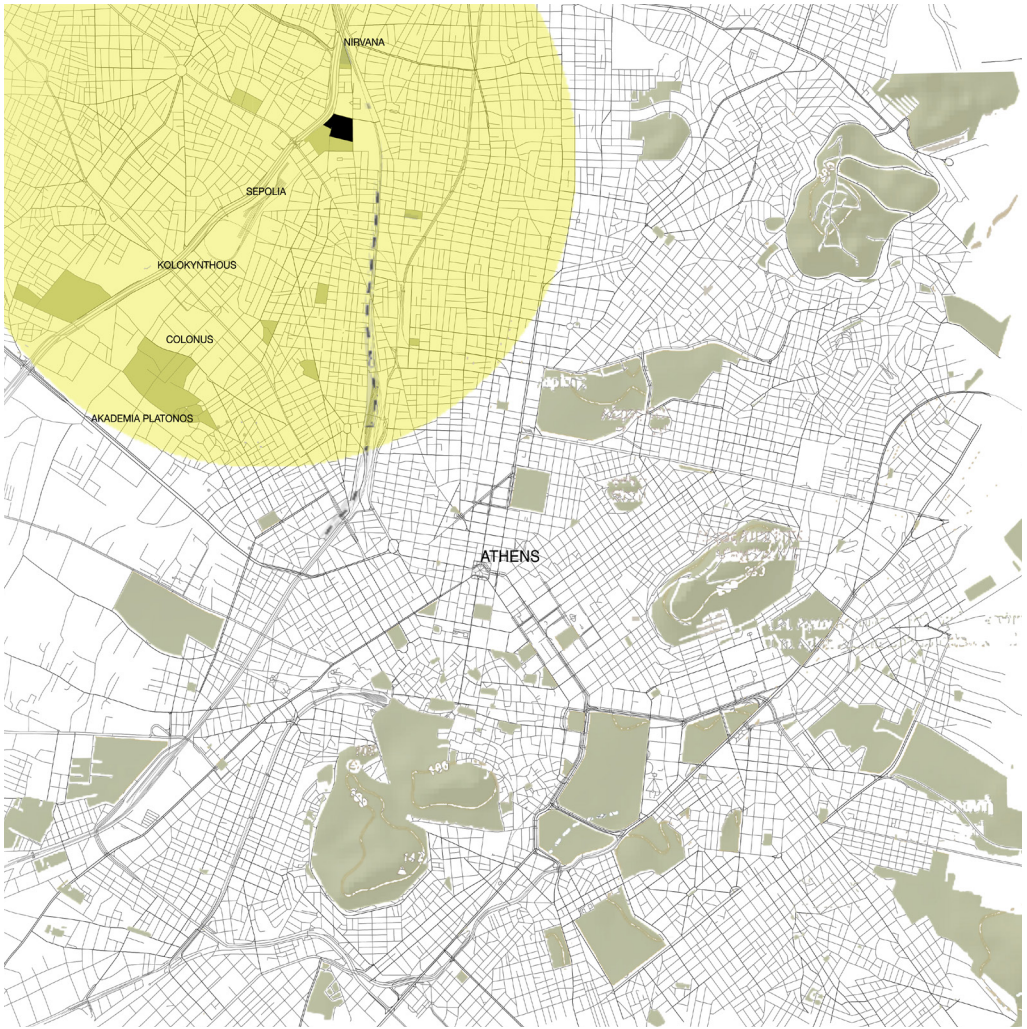 NIRVANA
SEPOLIA
KOLOKYNTHOUS
COLONUS
AKADEMIA PLATONOS
ATHENS